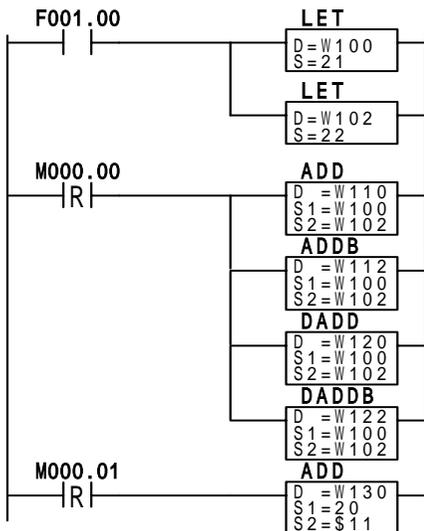 F001.00
LET
D=W100
S=21
LET
D=W102
S=22
M000.00
R
ADD
D =W110
S1=W100
S2=W102
ADDB
D =W112
S1=W100
S2=W102
DADD
D =W120
S1=W100
S2=W102
DADDB
D =W122
S1=W100
S2=W102
M000.01
R
ADD
D =W130
S1=20
S2=$11